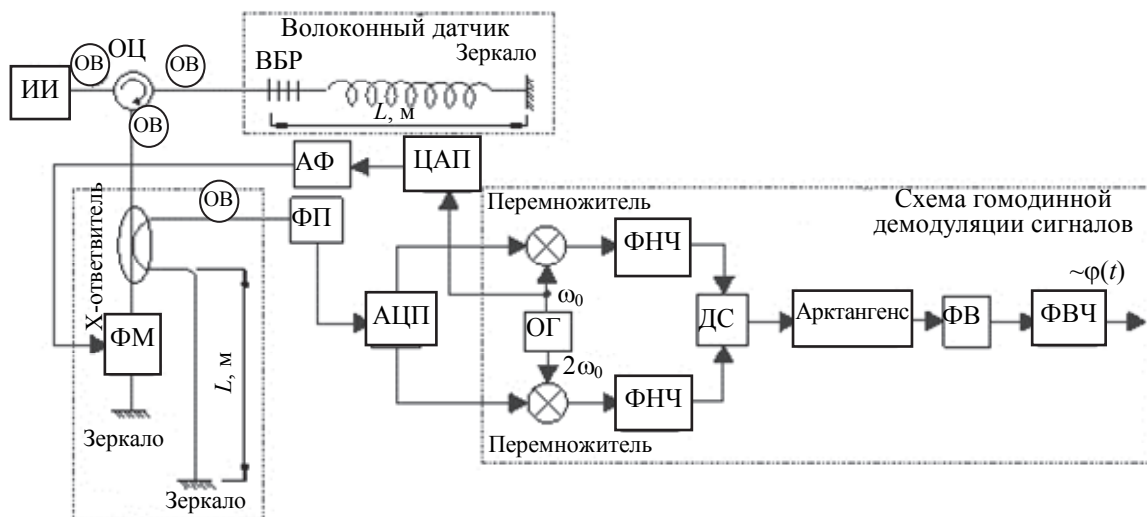 Волоконный датчик
ОЦ
ОВ
ОВ
ВБР
Зеркало
ИИ
ОВ
L, м
АФ
ЦАП
Х-ответвитель
ОВ
ФП
Перемножитель
Схема гомодинной
демодуляции сигналов
ФНЧ
~φ(t)
АЦП
ω₀
ОГ
ДС
Арктангенс
ФВ
ФВЧ
ФМ
L, м
2ω₀
ФНЧ
Зеркало
Перемножитель
Зеркало